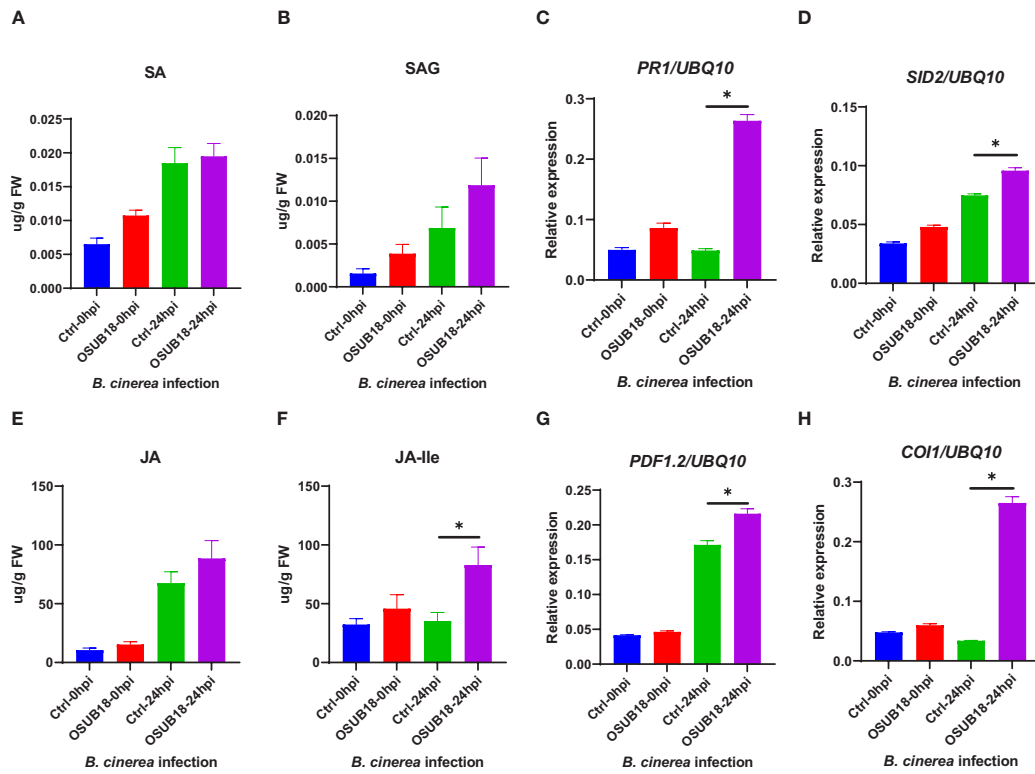 A
SA
ug/g FW
0.025
0.020
0.015
0.010
0.005
0.000
Ctrl-0hpi
OSUB18-0hpi
Ctrl-24hpi
OSUB18-24hpi
B. cinerea infection
B
SAG
ug/g FW
0.020
0.015
0.010
0.005
0.000
Ctrl-0hpi
OSUB18-0hpi
Ctrl-24hpi
OSUB18-24hpi
B. cinerea infection
C
PR1/UBQ10
Relative expression
0.3
0.2
0.1
0.0
*
Ctrl-0hpi
OSUB18-0hpi
Ctrl-24hpi
OSUB18-24hpi
B. cinerea infection
D
SID2/UBQ10
Relative expression
0.15
0.10
0.05
0.00
*
Ctrl-0hpi
OSUB18-0hpi
Ctrl-24hpi
OSUB18-24hpi
B. cinerea infection
E
JA
ug/g FW
150
100
50
0
Ctrl-0hpi
OSUB18-0hpi
Ctrl-24hpi
OSUB18-24hpi
B. cinerea infection
F
JA-Ile
ug/g FW
150
100
50
0
*
Ctrl-0hpi
OSUB18-0hpi
Ctrl-24hpi
OSUB18-24hpi
B. cinerea infection
G
PDF1.2/UBQ10
Relative expression
0.25
0.20
0.15
0.10
0.05
0.00
*
Ctrl-0hpi
OSUB18-0hpi
Ctrl-24hpi
OSUB18-24hpi
B. cinerea infection
H
COI1/UBQ10
Relative expression
0.3
0.2
0.1
0.0
*
Ctrl-0hpi
OSUB18-0hpi
Ctrl-24hpi
OSUB18-24hpi
B. cinerea infection